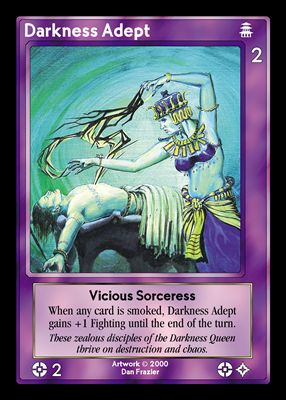 Darkness Adept
2
Vicious Sorceress
When any card is smoked, Darkness Adept
gains +1 Fighting until the end of the turn.
These zealous disciples of the Darkness Queen
thrive on destruction and chaos.
2
Artwork © 2000
Dan Frazier